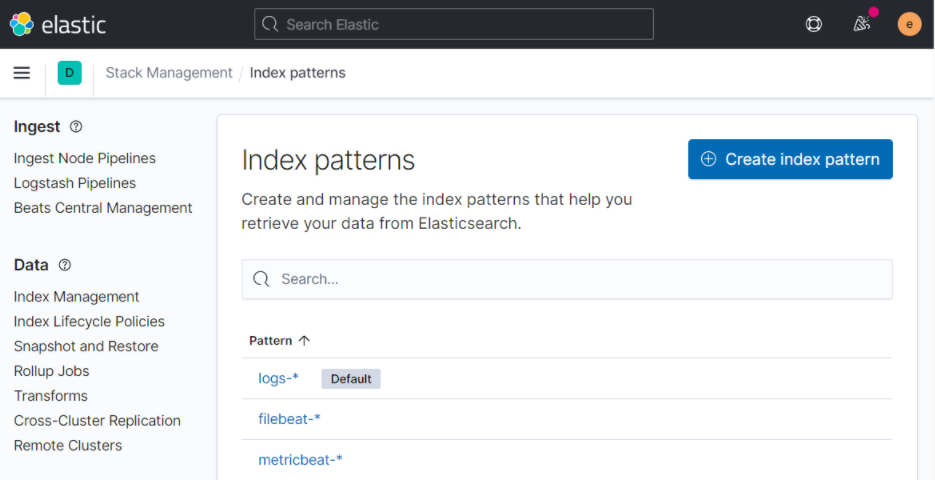 elastic
Search Elastic
e
D
Stack Management / Index patterns
Ingest
Ingest Node Pipelines
Logstash Pipelines
Beats Central Management
Data
Index Management
Index Lifecycle Policies
Snapshot and Restore
Rollup Jobs
Transforms
Cross-Cluster Replication
Remote Clusters
Index patterns
Create index pattern
Create and manage the index patterns that help you
retrieve your data from Elasticsearch.
Search...
Pattern
logs-* Default
filebeat-*
metricbeat-*